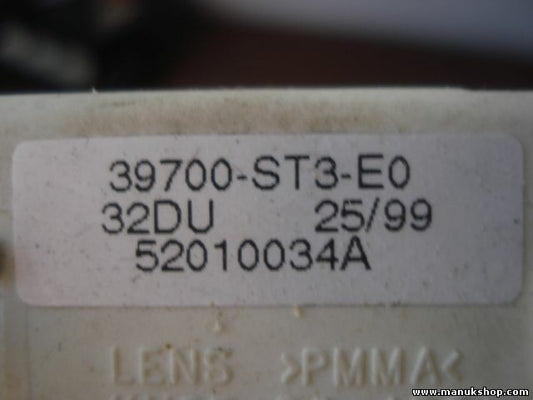 39700-ST3-E0
32DU 25/99
52010034A
LENS >PMMA<
www.manukshop.com